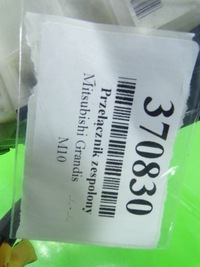 370830
Przełącznik zespolony
Mitsubishi Grandis
M10